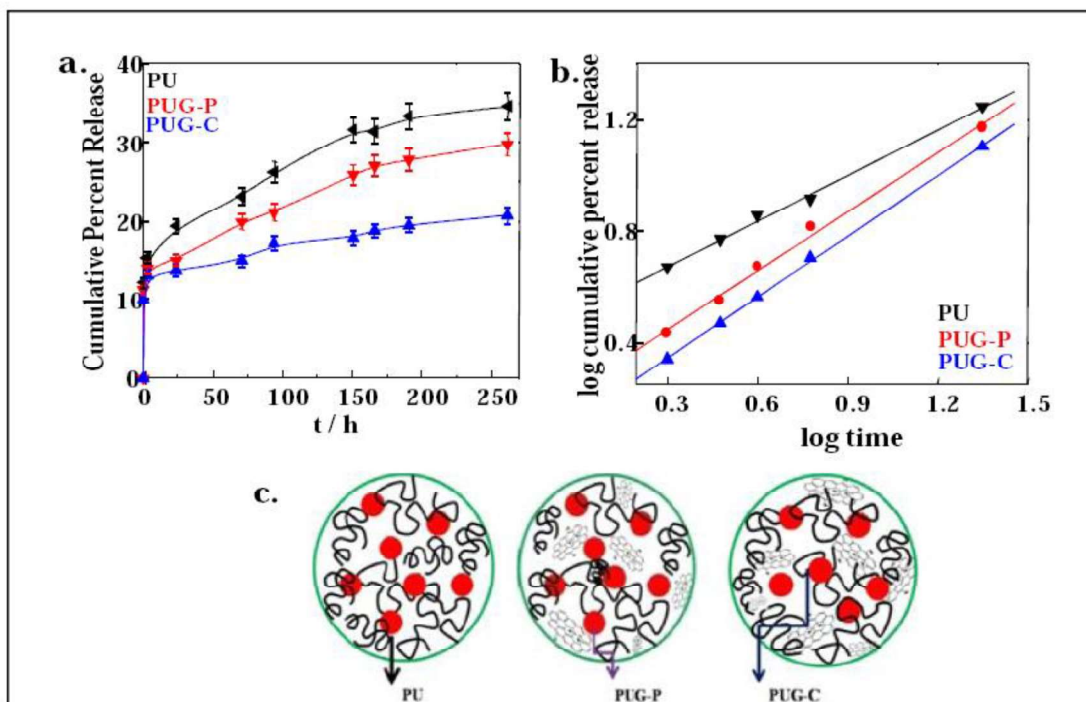 a.
PU
PUG-P
PUG-C
Cumulative Percent Release
40
30
20
10
0
0 50 100 150 200 250
t / h
b.
log cumulative percent release
1.2
0.8
0.4
PU
PUG-P
PUG-C
0.3 0.6 0.9 1.2 1.5
log time
c.
PU PUG-P PUG-C